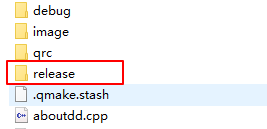 debug
image
qrc
release
.qmake.stash
aboutdd.cpp